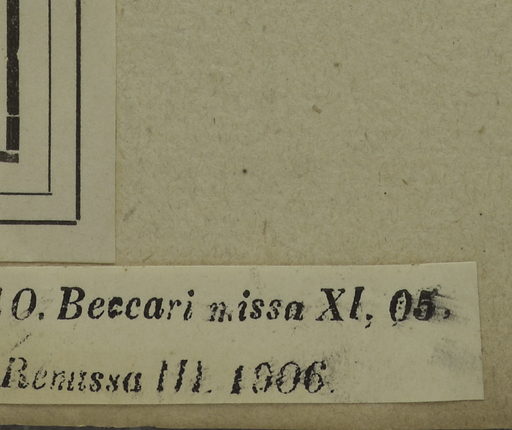 O. Beccari missa XI, 05.
Remissa III. 1906.